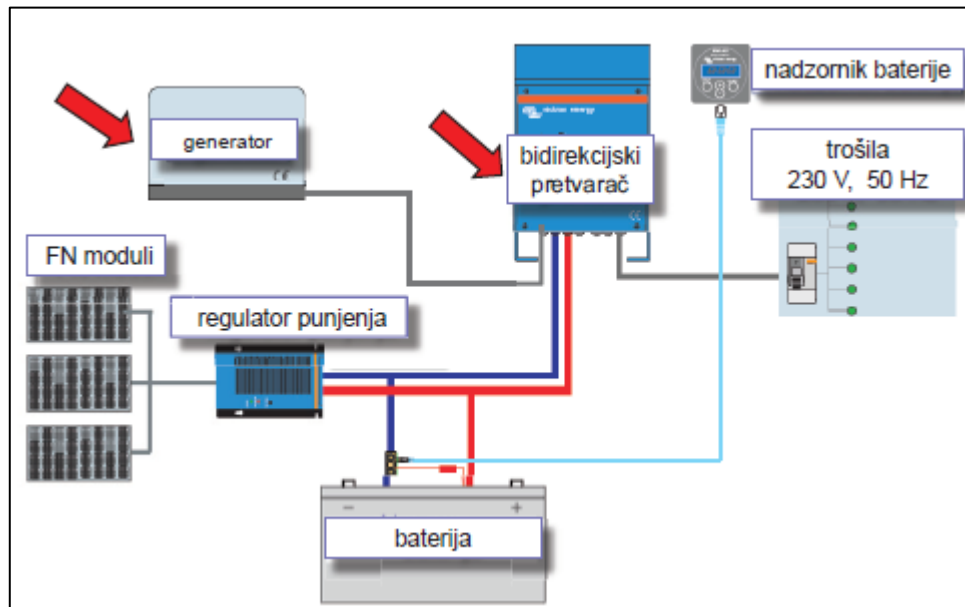 nadzornik baterije
generator
bidirekcijski
pretvarač
trošila
230 V, 50 Hz
FN moduli
regulator punjenja
baterija